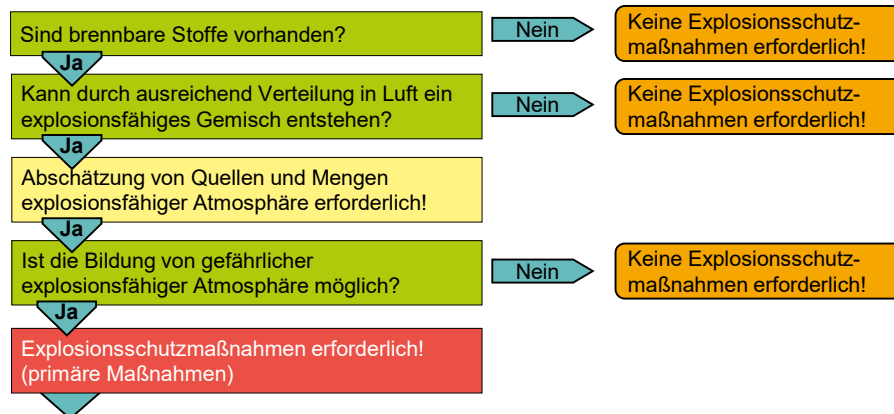 Sind brennbare Stoffe vorhanden?
Nein
Keine Explosionsschutz-
maßnahmen erforderlich!
Ja
Kann durch ausreichend Verteilung in Luft ein
explosionsfähiges Gemisch entstehen?
Nein
Keine Explosionsschutz-
maßnahmen erforderlich!
Ja
Abschätzung von Quellen und Mengen
explosionsfähiger Atmosphäre erforderlich!
Ja
Ist die Bildung von gefährlicher
explosionsfähiger Atmosphäre möglich?
Nein
Keine Explosionsschutz-
maßnahmen erforderlich!
Ja
Explosionsschutzmaßnahmen erforderlich!
(primäre Maßnahmen)